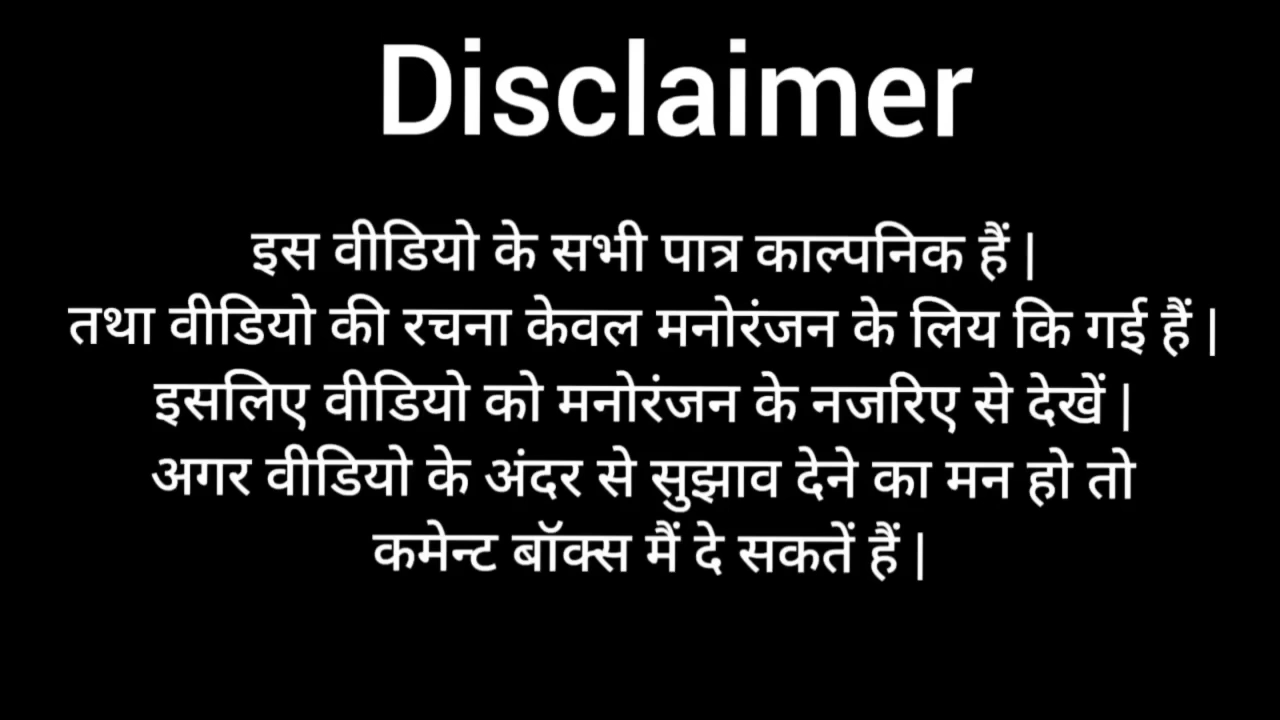 Disclaimer
इस वीडियो के सभी पात्र काल्पनिक हैं |
तथा वीडियो की रचना केवल मनोरंजन के लिय कि गई हैं |
इसलिए वीडियो को मनोरंजन के नजरिए से देखें |
अगर वीडियो के अंदर से सुझाव देने का मन हो तो
कमेन्ट बॉक्स मैं दे सकतें हैं |